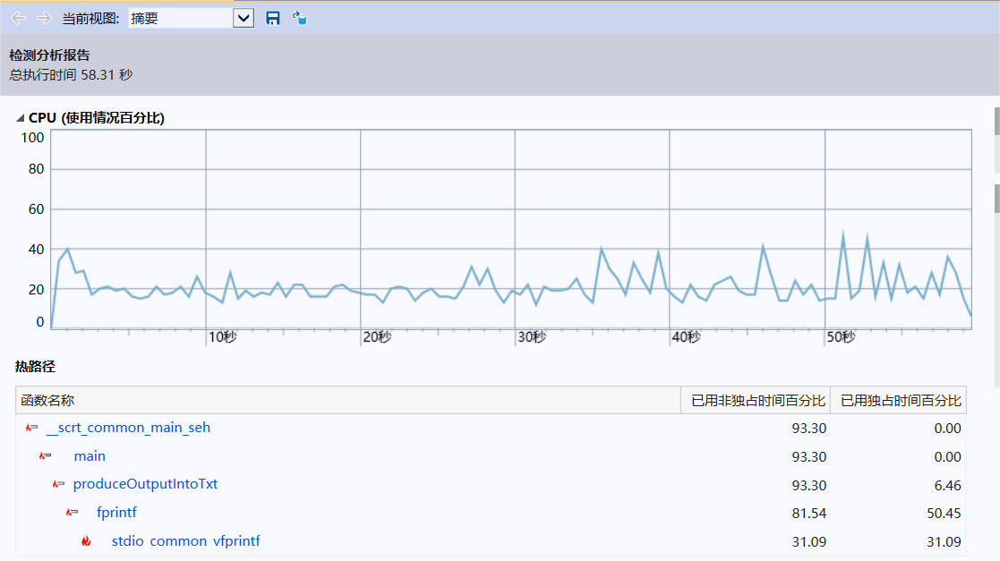 当前视图: 摘要
检测分析报告
总执行时间 58.31 秒
CPU (使用情况百分比)
100
80
60
40
20
0
10秒 20秒 30秒 40秒 50秒
热路径
函数名称 已用非独占时间百分比 已用独占时间百分比
__scrt_common_main_seh 93.30 0.00
main 93.30 0.00
produceOutputIntoTxt 93.30 6.46
fprintf 81.54 50.45
stdio common vfprintf 31.09 31.09